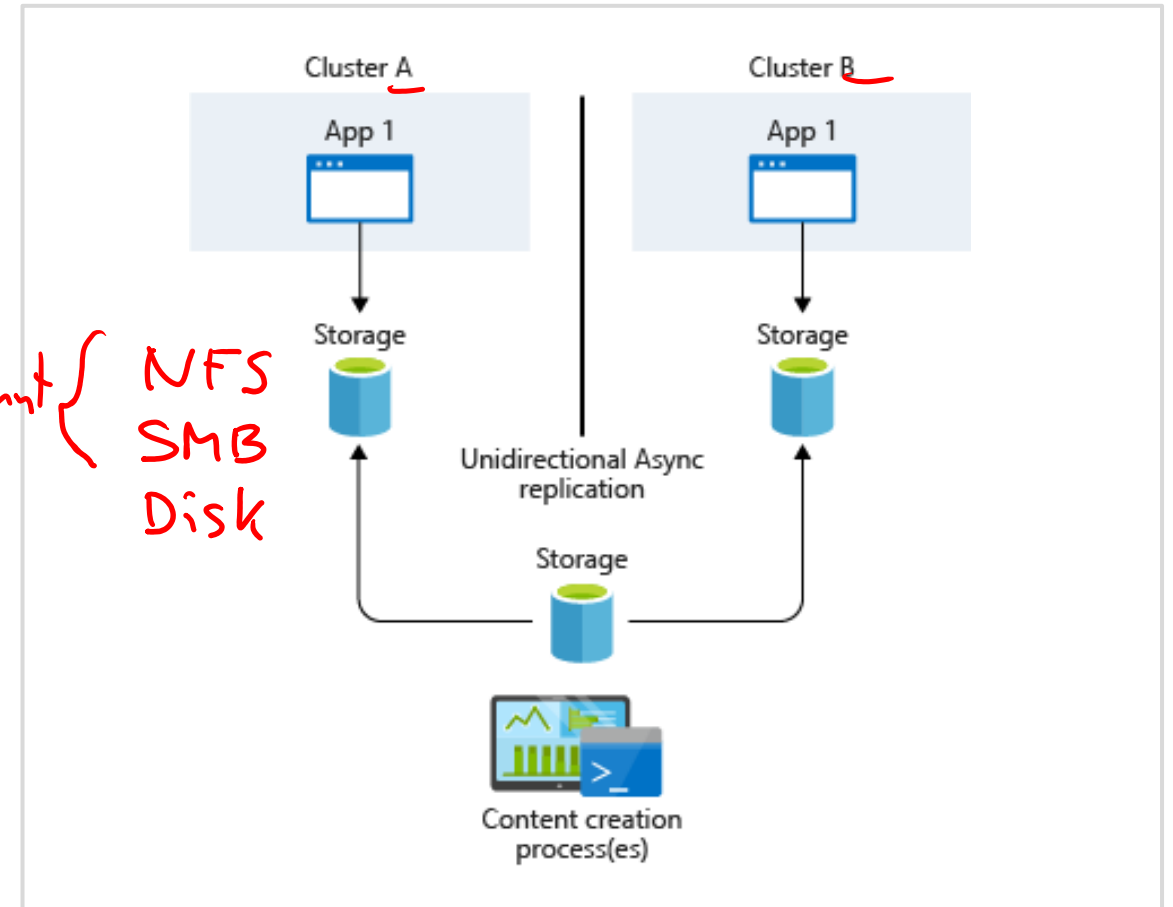 Cluster A
Cluster B
App 1
App 1
Storage
Storage
NFS
SMB
Disk
Unidirectional Async
replication
Storage
>_
Content creation
process(es)